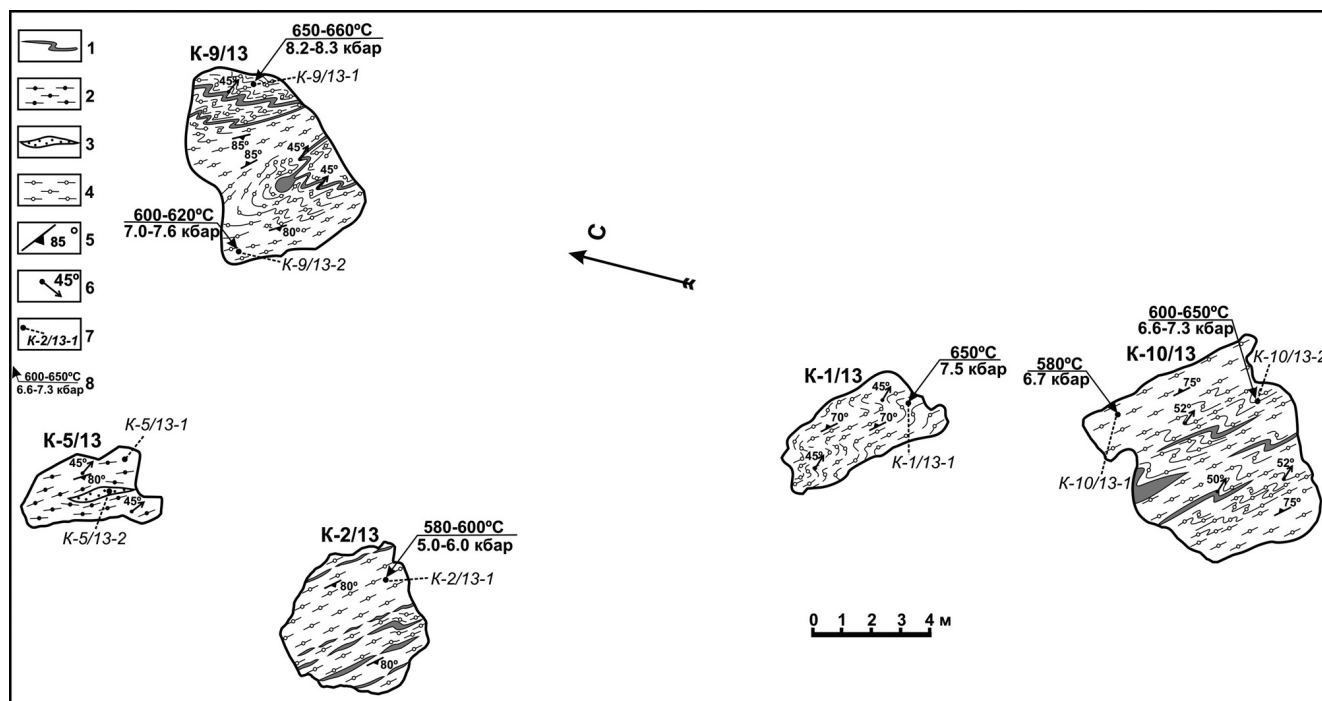 1
2
3
4
85 °
5
45°
6
К-2/13-1
7
600-650°C
6.6-7.3 кбар
8
К-9/13
650-660°C
8.2-8.3 кбар
К-9/13-1
45°
85°
85°
45°
45°
80°
600-620°C
7.0-7.6 кбар
К-9/13-2
С
К-5/13
К-5/13-1
45°
80°
45°
К-5/13-2
К-2/13
580-600°C
5.0-6.0 кбар
К-2/13-1
80°
80°
К-1/13
650°C
7.5 кбар
45°
70°
70°
45°
К-1/13-1
600-650°C
6.6-7.3 кбар
К-10/13
К-10/13-2
580°C
6.7 кбар
75°
52°
52°
50°
75°
К-10/13-1
0 1 2 3 4 м